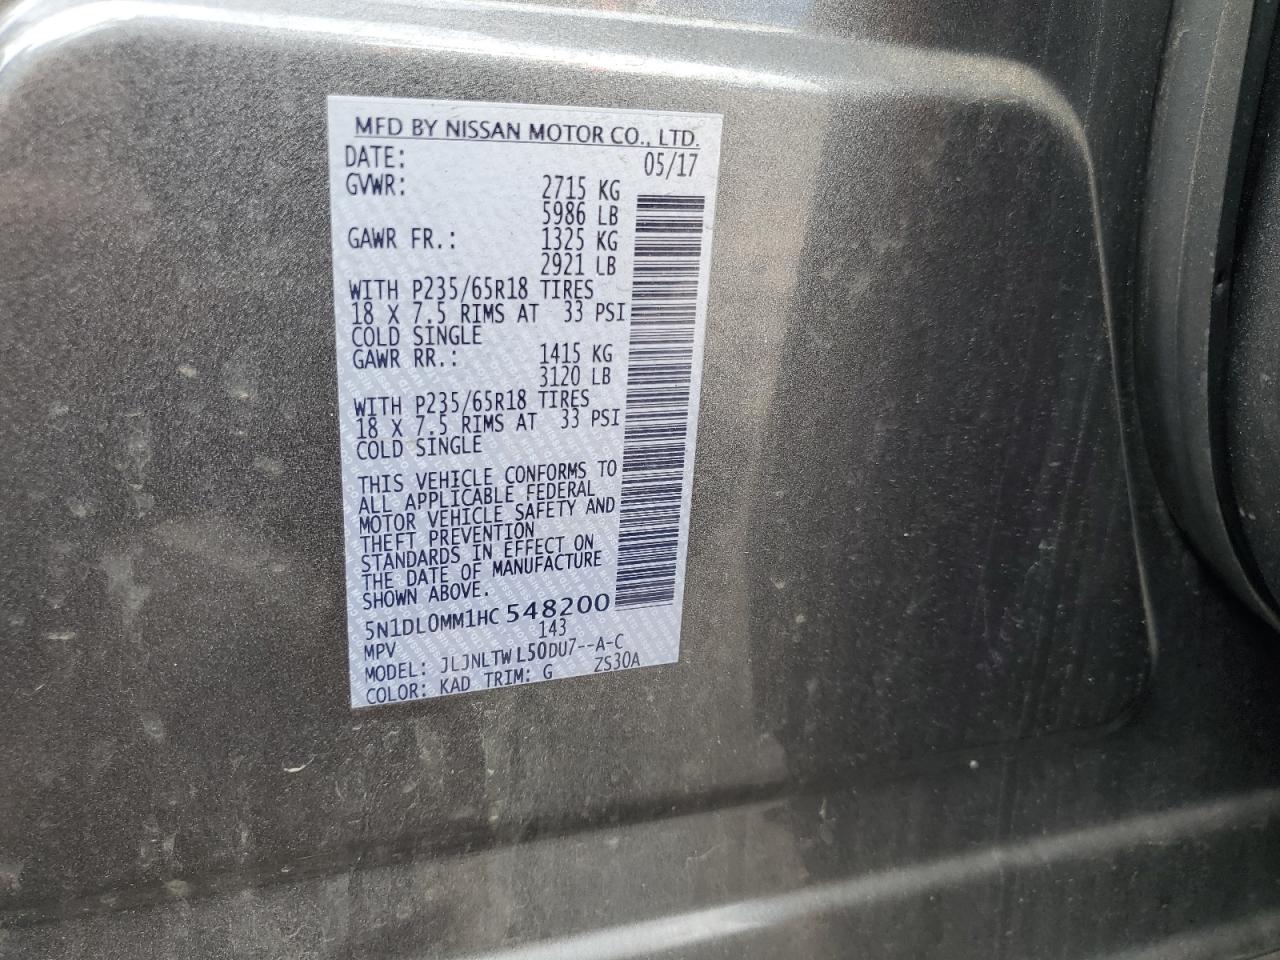 MFD BY NISSAN MOTOR CO., LTD.
DATE: 05/17
GVWR: 2715 KG
5986 LB
GAWR FR.: 1325 KG
2921 LB
WITH P235/65R18 TIRES
18 X 7.5 RIMS AT 33 PSI
COLD SINGLE
GAWR RR.: 1415 KG
3120 LB
WITH P235/65R18 TIRES
18 X 7.5 RIMS AT 33 PSI
COLD SINGLE
THIS VEHICLE CONFORMS TO
ALL APPLICABLE FEDERAL
MOTOR VEHICLE SAFETY AND
THEFT PREVENTION
STANDARDS IN EFFECT ON
THE DATE OF MANUFACTURE
SHOWN ABOVE.
5N1DL0MM1HC548200
MPV 143
MODEL: JLJNLTWL50DU7--A-C
COLOR: KAD TRIM: G ZS30A